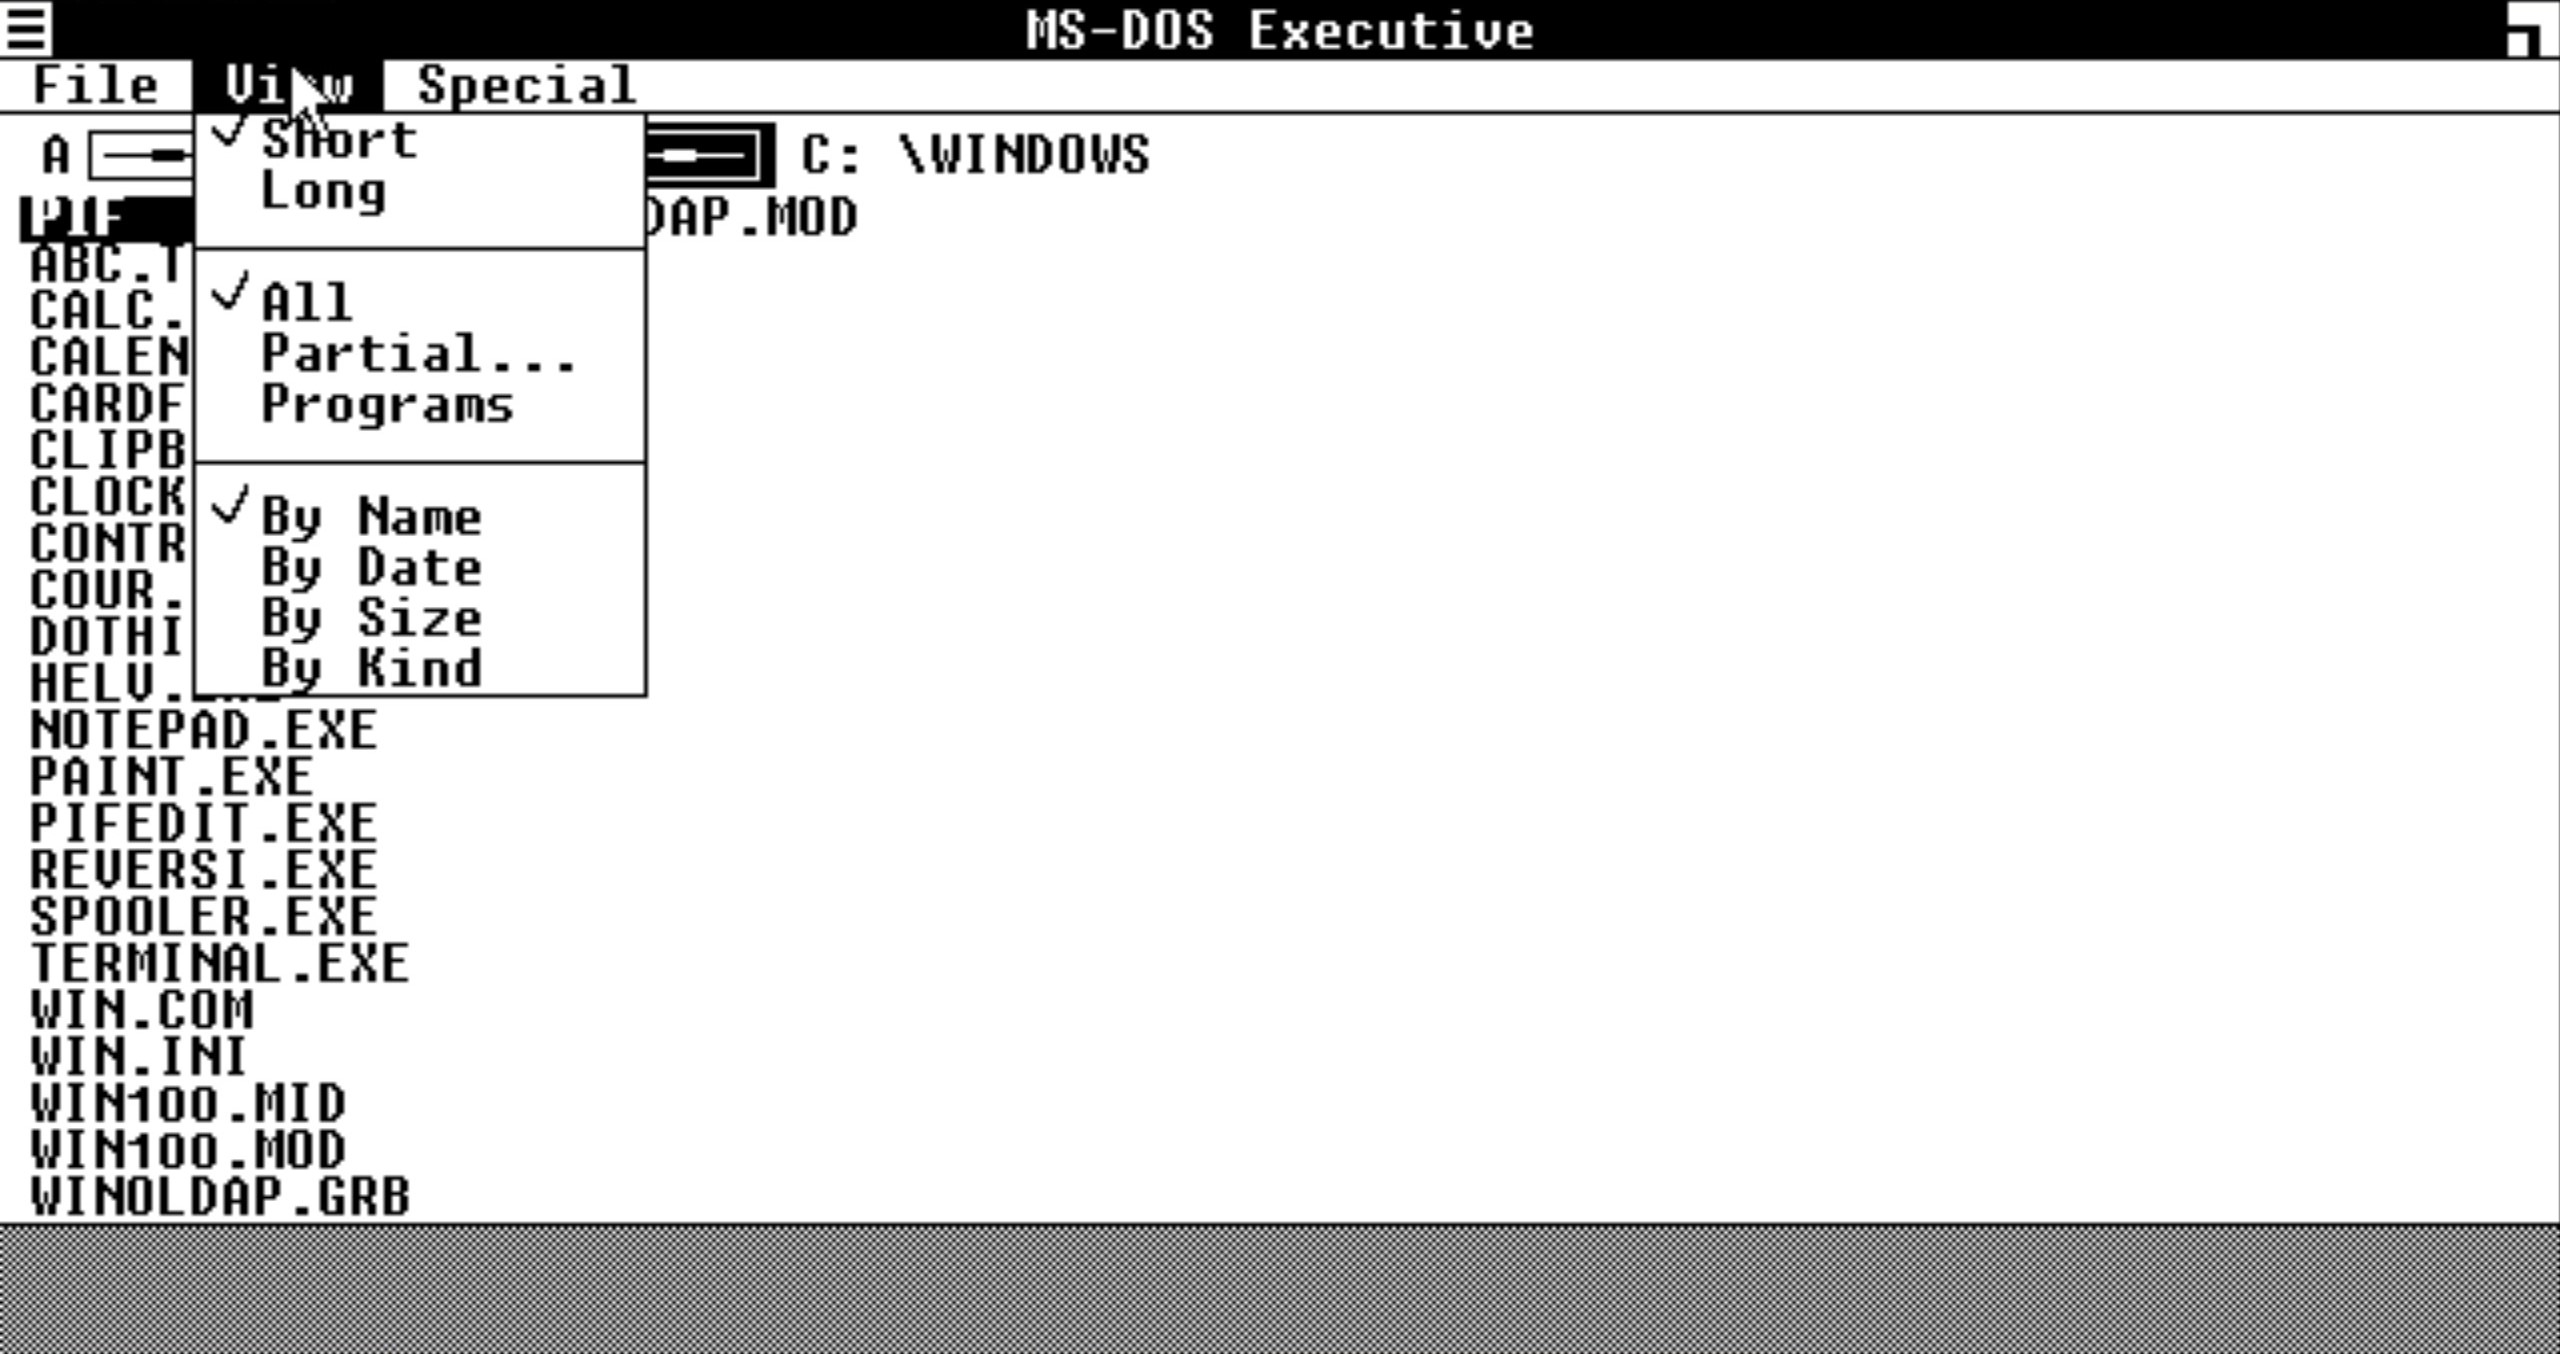 MS-DOS Executive
File View Special
A C: \WINDOWS
Short
Long
All
Partial...
Programs
By Name
By Date
By Size
By Kind
PIF DAP.MOD
ABC.T
CALC.
CALEN
CARDF
CLIPB
CLOCK
CONTR
COUR.
DOTHI
HELV.
NOTEPAD.EXE
PAINT.EXE
PIFEDIT.EXE
REVERSI.EXE
SPOOLER.EXE
TERMINAL.EXE
WIN.COM
WIN.INI
WIN100.MID
WIN100.MOD
WINOLDAP.GRB